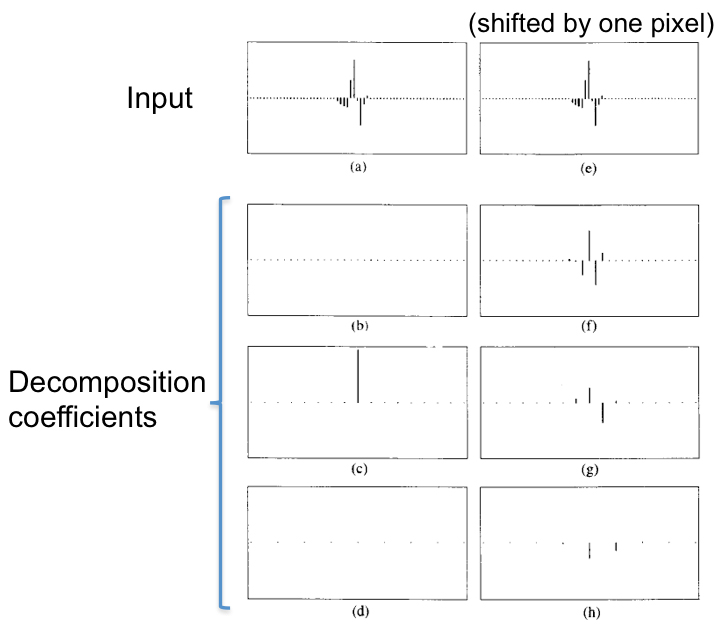 (shifted by one pixel)
Input
(a)
(e)
(b)
(f)
Decomposition
coefficients
(c)
(g)
(d)
(h)